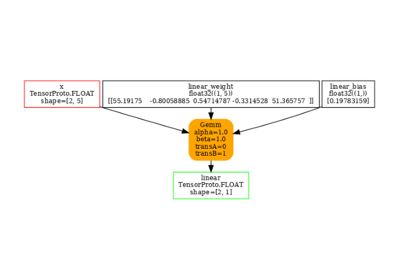 x
TensorProto.FLOAT
shape=[2, 5]
linear_weight
float32((1, 5))
[[55.19175 -0.80058885 0.54714787 -0.3314528 51.365757 ]]
linear_bias
float32((1,))
[0.19783159]
Gemm
alpha=1.0
beta=1.0
transA=0
transB=1
linear
TensorProto.FLOAT
shape=[2, 1]